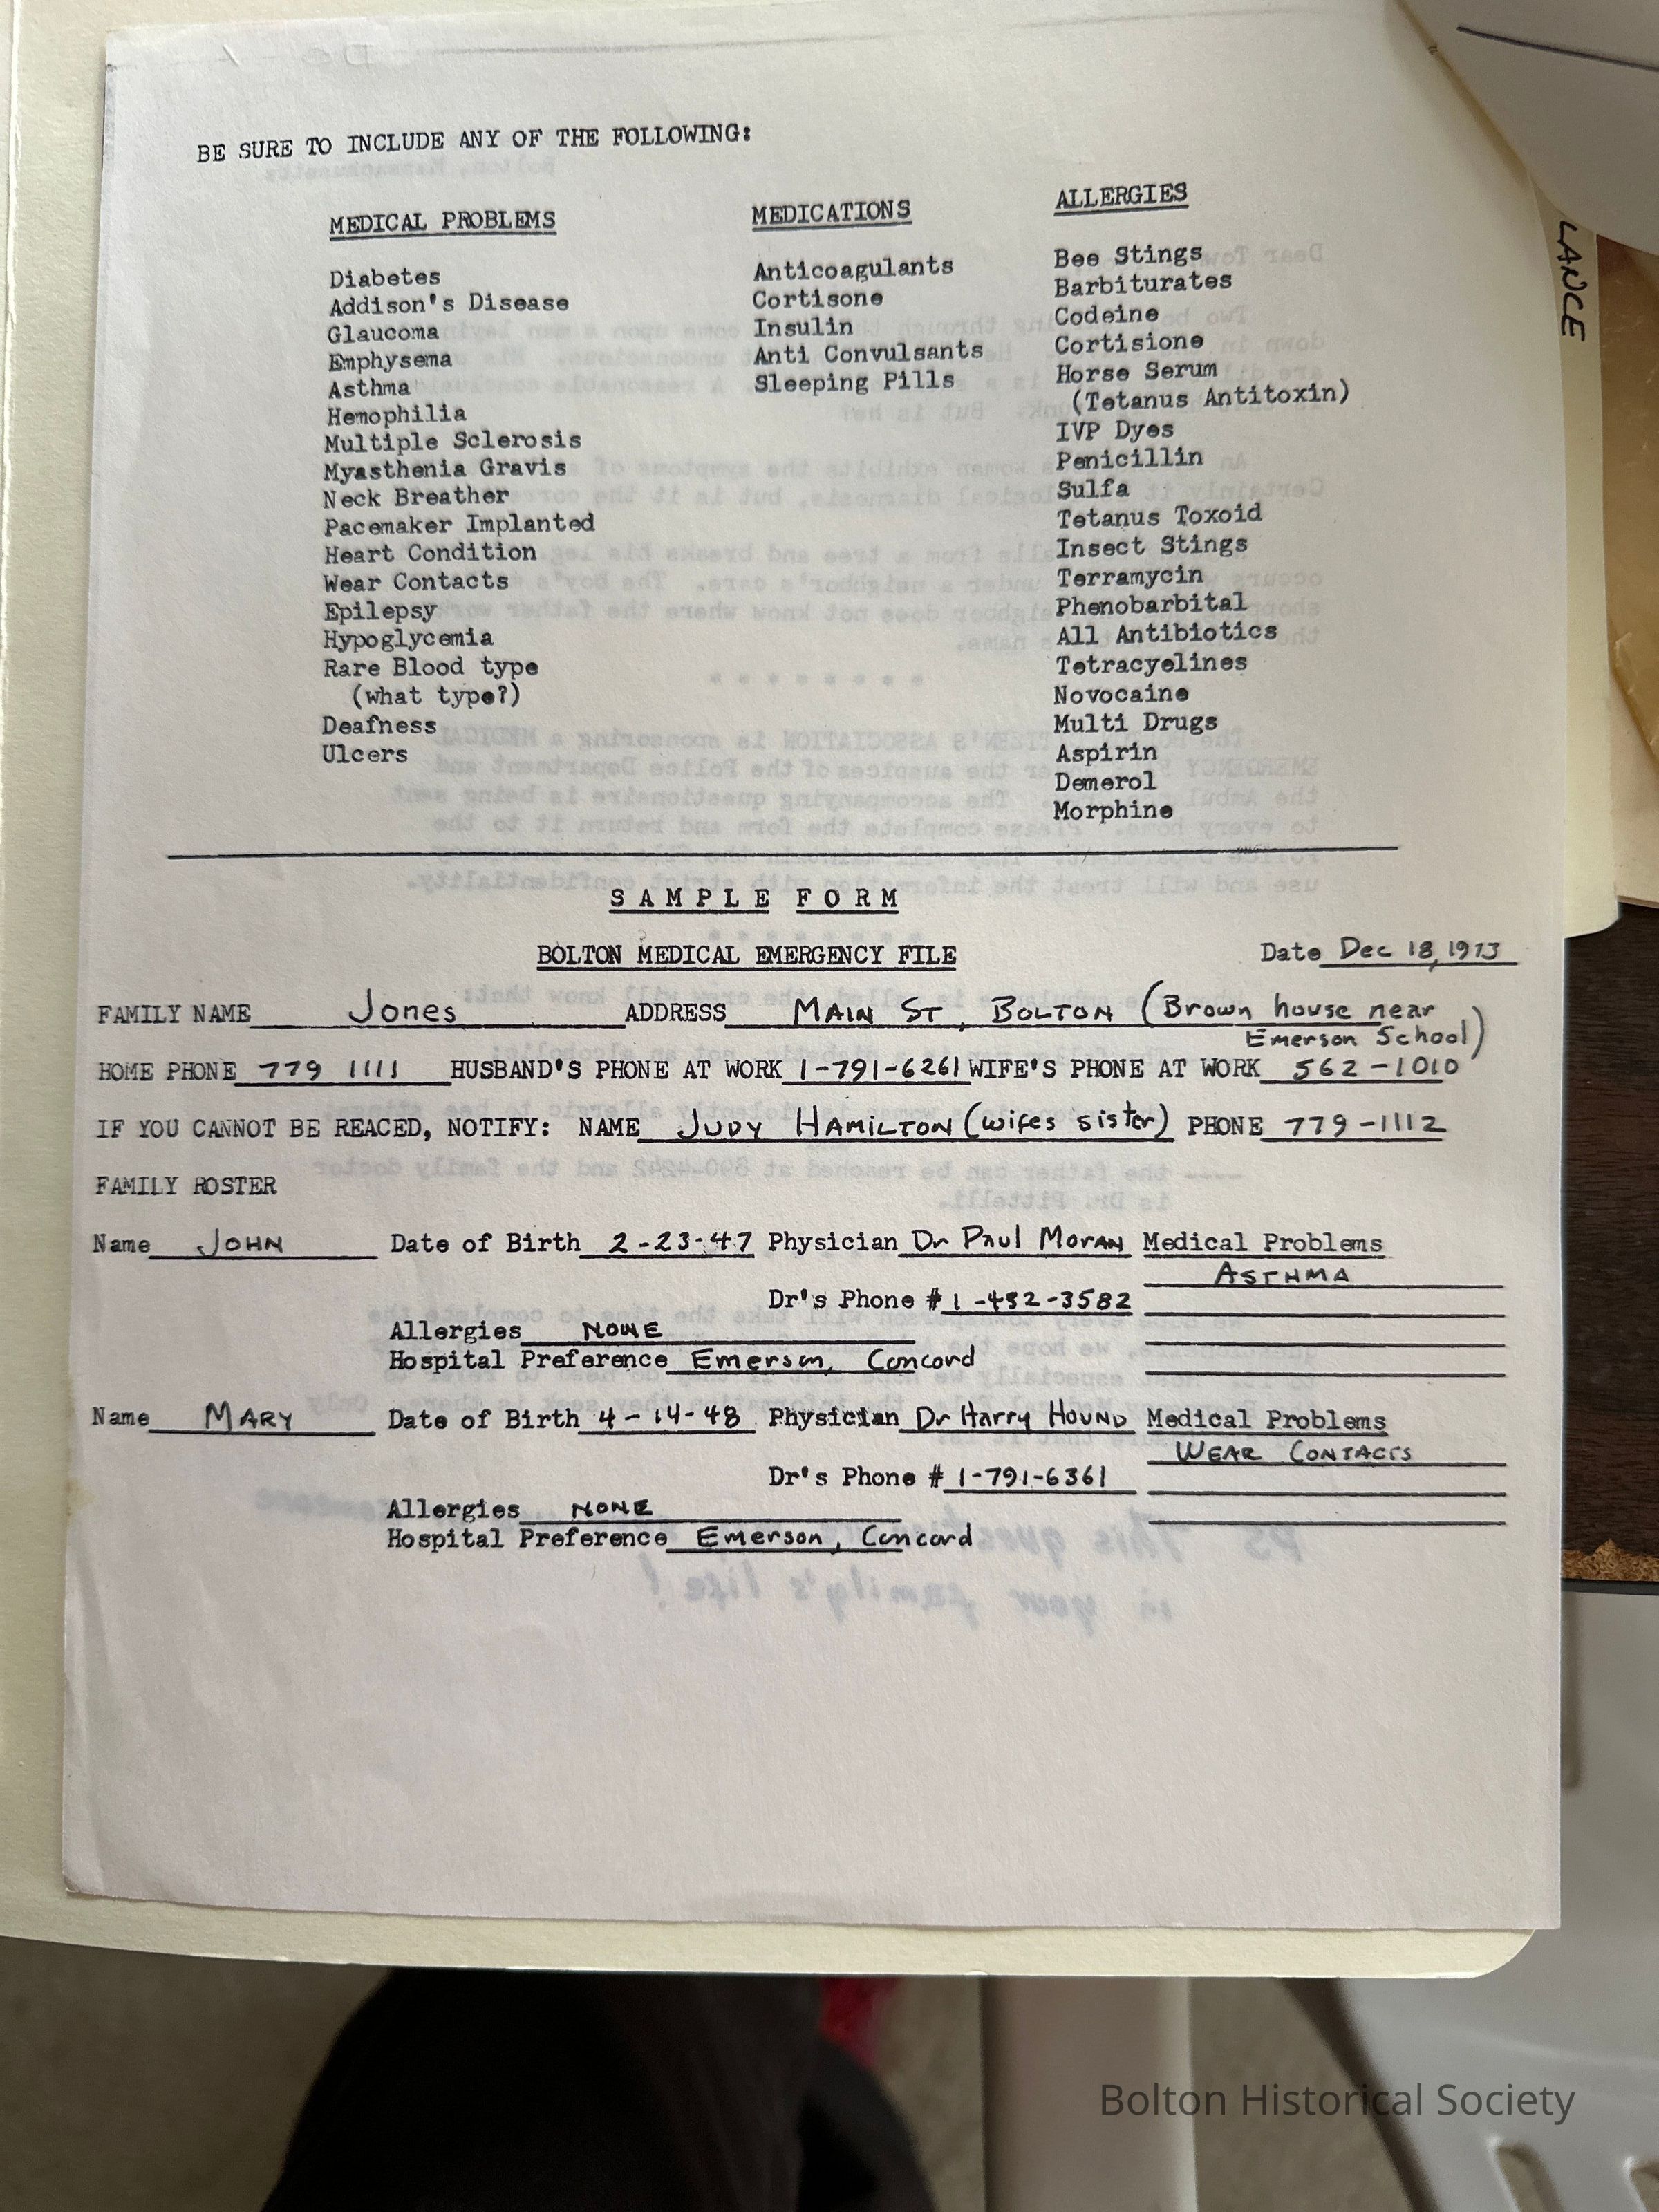 BE SURE TO INCLUDE ANY OF THE FOLLOWING:
MEDICAL PROBLEMS
Diabetes
Addison's Disease
Glaucoma
Emphysema
Asthma
Hemophilia
Multiple Sclerosis
Myasthenia Gravis
Neck Breather
Pacemaker Implanted
Heart Condition
Wear Contacts
Epilepsy
Hypoglycemia
Rare Blood type
(what type?)
Deafness
Ulcers
MEDICATIONS
Anticoagulants
Cortisone
Insulin
Anti Convulsants
Sleeping Pills
ALLERGIES
Bee Stings
Barbiturates
Codeine
Cortisione
Horse Serum
(Tetanus Antitoxin)
IVP Dyes
Penicillin
Sulfa
Tetanus Toxoid
Insect Stings
Terramycin
Phenobarbital
All Antibiotics
Tetracyelines
Novocaine
Multi Drugs
Aspirin
Demerol
Morphine
LANCE
SAMPLE FORM
BOLTON MEDICAL EMERGENCY FILE Date Dec 18, 1973
FAMILY NAME Jones ADDRESS MAIN ST, BOLTON (Brown house near
Emerson School)
HOME PHONE 779 1111 HUSBAND'S PHONE AT WORK 1-791-6261 WIFE'S PHONE AT WORK 562-1010
IF YOU CANNOT BE REACED, NOTIFY: NAME JUDY HAMILTON (wifes sister) PHONE 779-1112
FAMILY ROSTER
Name JOHN Date of Birth 2-23-47 Physician Dr Paul Moran Medical Problems
ASTHMA
Dr's Phone # 1-432-3582
Allergies NONE
Hospital Preference Emerson, Concord
Name MARY Date of Birth 4-14-48 Physician Dr Harry HOUND Medical Problems
WEAR CONTACTS
Dr's Phone # 1-791-6361
Allergies NONE
Hospital Preference Emerson, Concord
Bolton Historical Society